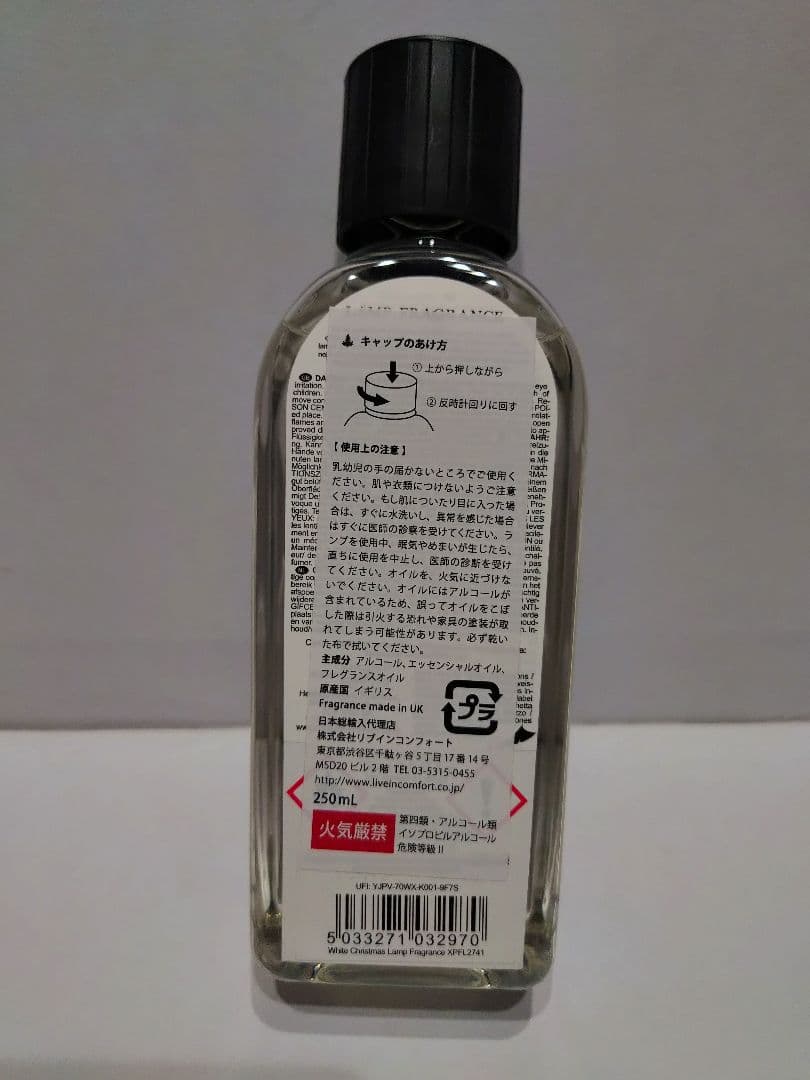 LAMP FRAGRANCE
キャップのあけ方
① 上から押しながら
② 反時計回りに回す
【 使用上の注意 】
乳幼児の手の届かないところでご使用く
ださい。肌や衣類につけないようご注意
ください。もし肌についたり目に入った場
合は、すぐに水洗いし、異常を感じた場合
はすぐに医師の診察を受けてください。ラ
ンプを使用中、眠気やめまいが生じたら、
直ちに使用を中止し、医師の診断を受け
てください。オイルを、火気に近づけな
いでください。オイルにはアルコールが
含まれているため、誤ってオイルをこぼ
した際は引火する恐れや家具の塗装が取
れてしまう可能性があります。必ず乾い
た布で拭いてください。
主成分 アルコール、エッセンシャルオイル、
フレグランスオイル
原産国 イギリス
Fragrance made in UK
プラ
日本総輸入代理店
株式会社リブインコンフォート
東京都渋谷区千駄ヶ谷5丁目17番14号
MSD20 ビル 2 階 TEL 03-5315-0455
http://www.liveincomfort.co.jp/
250mL
火気厳禁
第四類・アルコール類
イソプロピルアルコール
危険等級 II
UFI: YJPV-70WX-K001-9F7S
5 033271 032970
White Christmas Lamp Fragrance XPFL2741